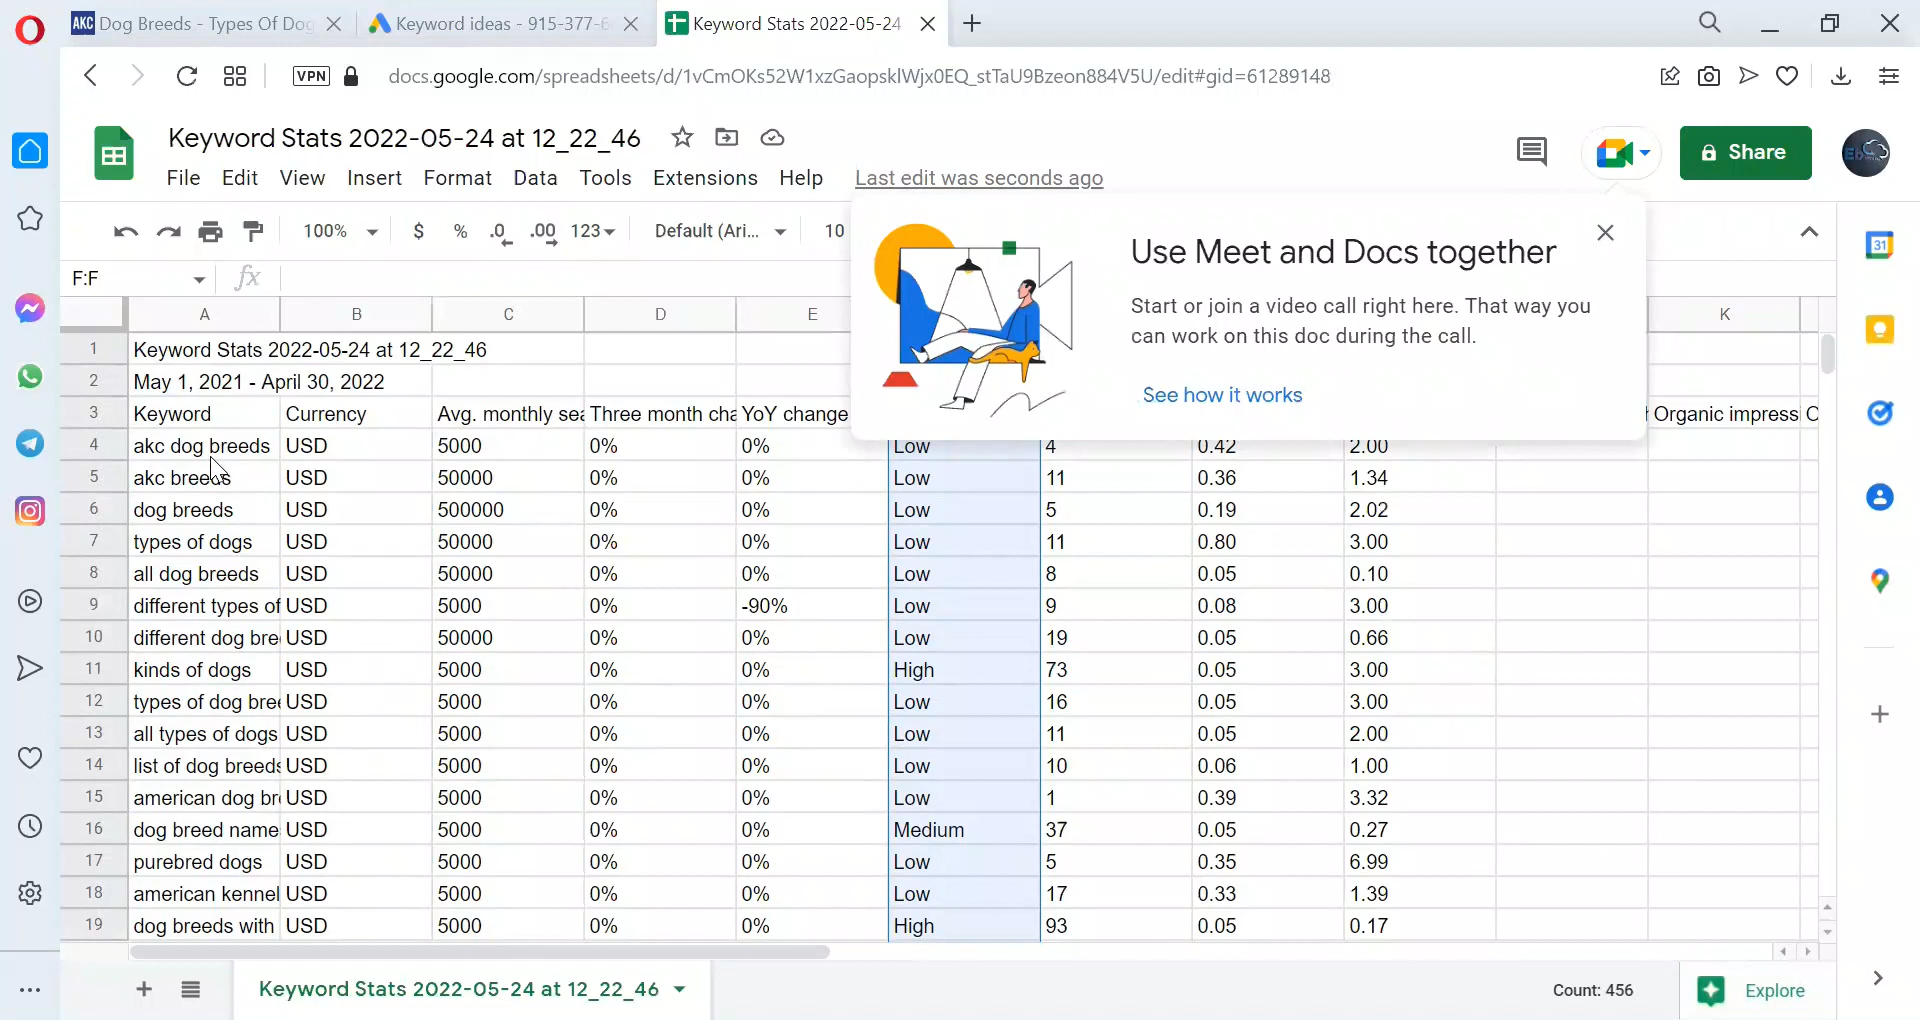 AKC Dog Breeds - Types Of Dog
Keyword ideas - 915-377-6
Keyword Stats 2022-05-24
VPN
docs.google.com/spreadsheets/d/1vCmOKs52W1xzGaopsklWjx0EQ_stTaU9Bzeon884V5U/edit#gid=61289148
Keyword Stats 2022-05-24 at 12_22_46
Share
File Edit View Insert Format Data Tools Extensions Help Last edit was seconds ago
100% $ % .0 .00 123 Default (Ari... 10
Use Meet and Docs together
Start or join a video call right here. That way you
can work on this doc during the call.
See how it works
31
F:F fx
A B C D E K
1 Keyword Stats 2022-05-24 at 12_22_46
2 May 1, 2021 - April 30, 2022
3 Keyword Currency Avg. monthly sea Three month cha YoY change Organic impress C
4 akc dog breeds USD 5000 0% 0% Low 4 0.42 2.00
5 akc breeds USD 50000 0% 0% Low 11 0.36 1.34
6 dog breeds USD 500000 0% 0% Low 5 0.19 2.02
7 types of dogs USD 50000 0% 0% Low 11 0.80 3.00
8 all dog breeds USD 50000 0% 0% Low 8 0.05 0.10
9 different types of USD 5000 0% -90% Low 9 0.08 3.00
10 different dog bre USD 50000 0% 0% Low 19 0.05 0.66
11 kinds of dogs USD 5000 0% 0% High 73 0.05 3.00
12 types of dog bre USD 5000 0% 0% Low 16 0.05 3.00
13 all types of dogs USD 5000 0% 0% Low 11 0.05 2.00
14 list of dog breeds USD 5000 0% 0% Low 10 0.06 1.00
15 american dog br USD 5000 0% 0% Low 1 0.39 3.32
16 dog breed name USD 5000 0% 0% Medium 37 0.05 0.27
17 purebred dogs USD 5000 0% 0% Low 5 0.35 6.99
18 american kennel USD 5000 0% 0% Low 17 0.33 1.39
19 dog breeds with USD 5000 0% 0% High 93 0.05 0.17
Keyword Stats 2022-05-24 at 12_22_46
Count: 456
Explore